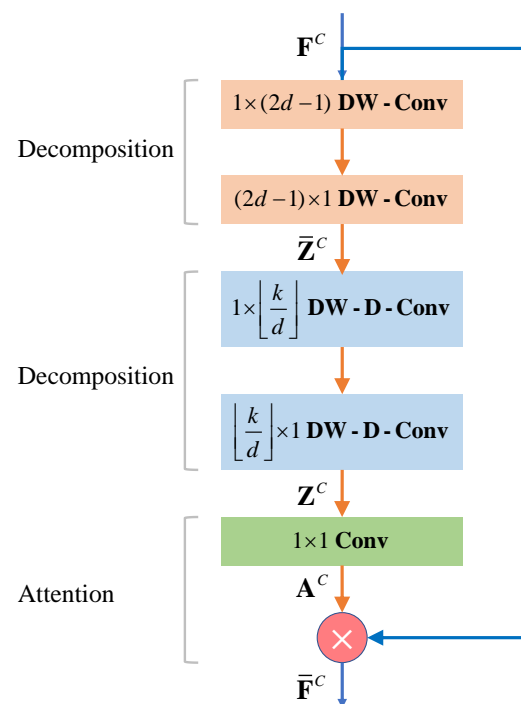 F^C
1×(2d−1) DW-Conv
Decomposition
(2d−1)×1 DW-Conv
Z̄^C
1×⌊k/d⌋ DW-D-Conv
Decomposition
⌊k/d⌋×1 DW-D-Conv
Z^C
1×1 Conv
Attention
A^C
×
F̄^C